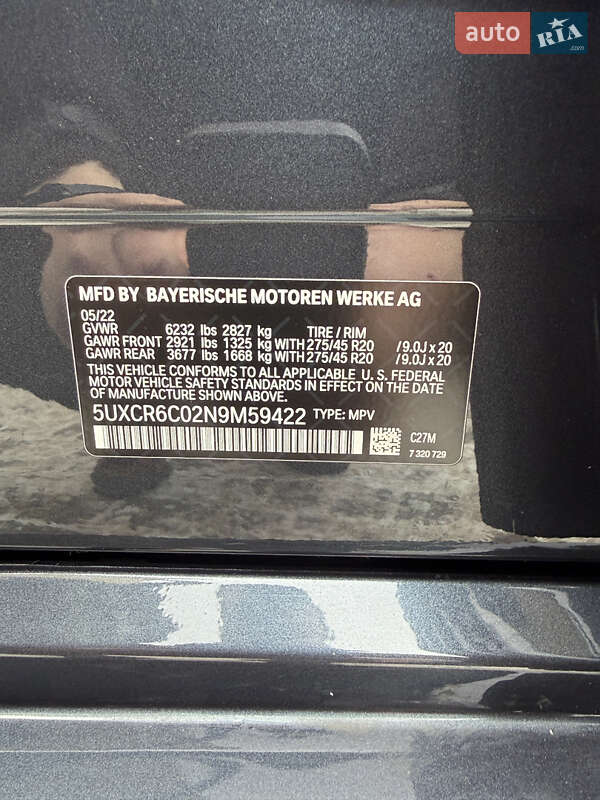 auto RIA .com
MFD BY BAYERISCHE MOTOREN WERKE AG
05/22
GVWR 6232 lbs 2827 kg TIRE / RIM
GAWR FRONT 2921 lbs 1325 kg WITH 275/45 R20 / 9.0J x 20
GAWR REAR 3677 lbs 1668 kg WITH 275/45 R20 / 9.0J x 20
THIS VEHICLE CONFORMS TO ALL APPLICABLE U. S. FEDERAL
MOTOR VEHICLE SAFETY STANDARDS IN EFFECT ON THE DATE
OF MANUFACTURE SHOWN ABOVE.
5UXCR6C02N9M59422 TYPE: MPV
C27M
7 320 729